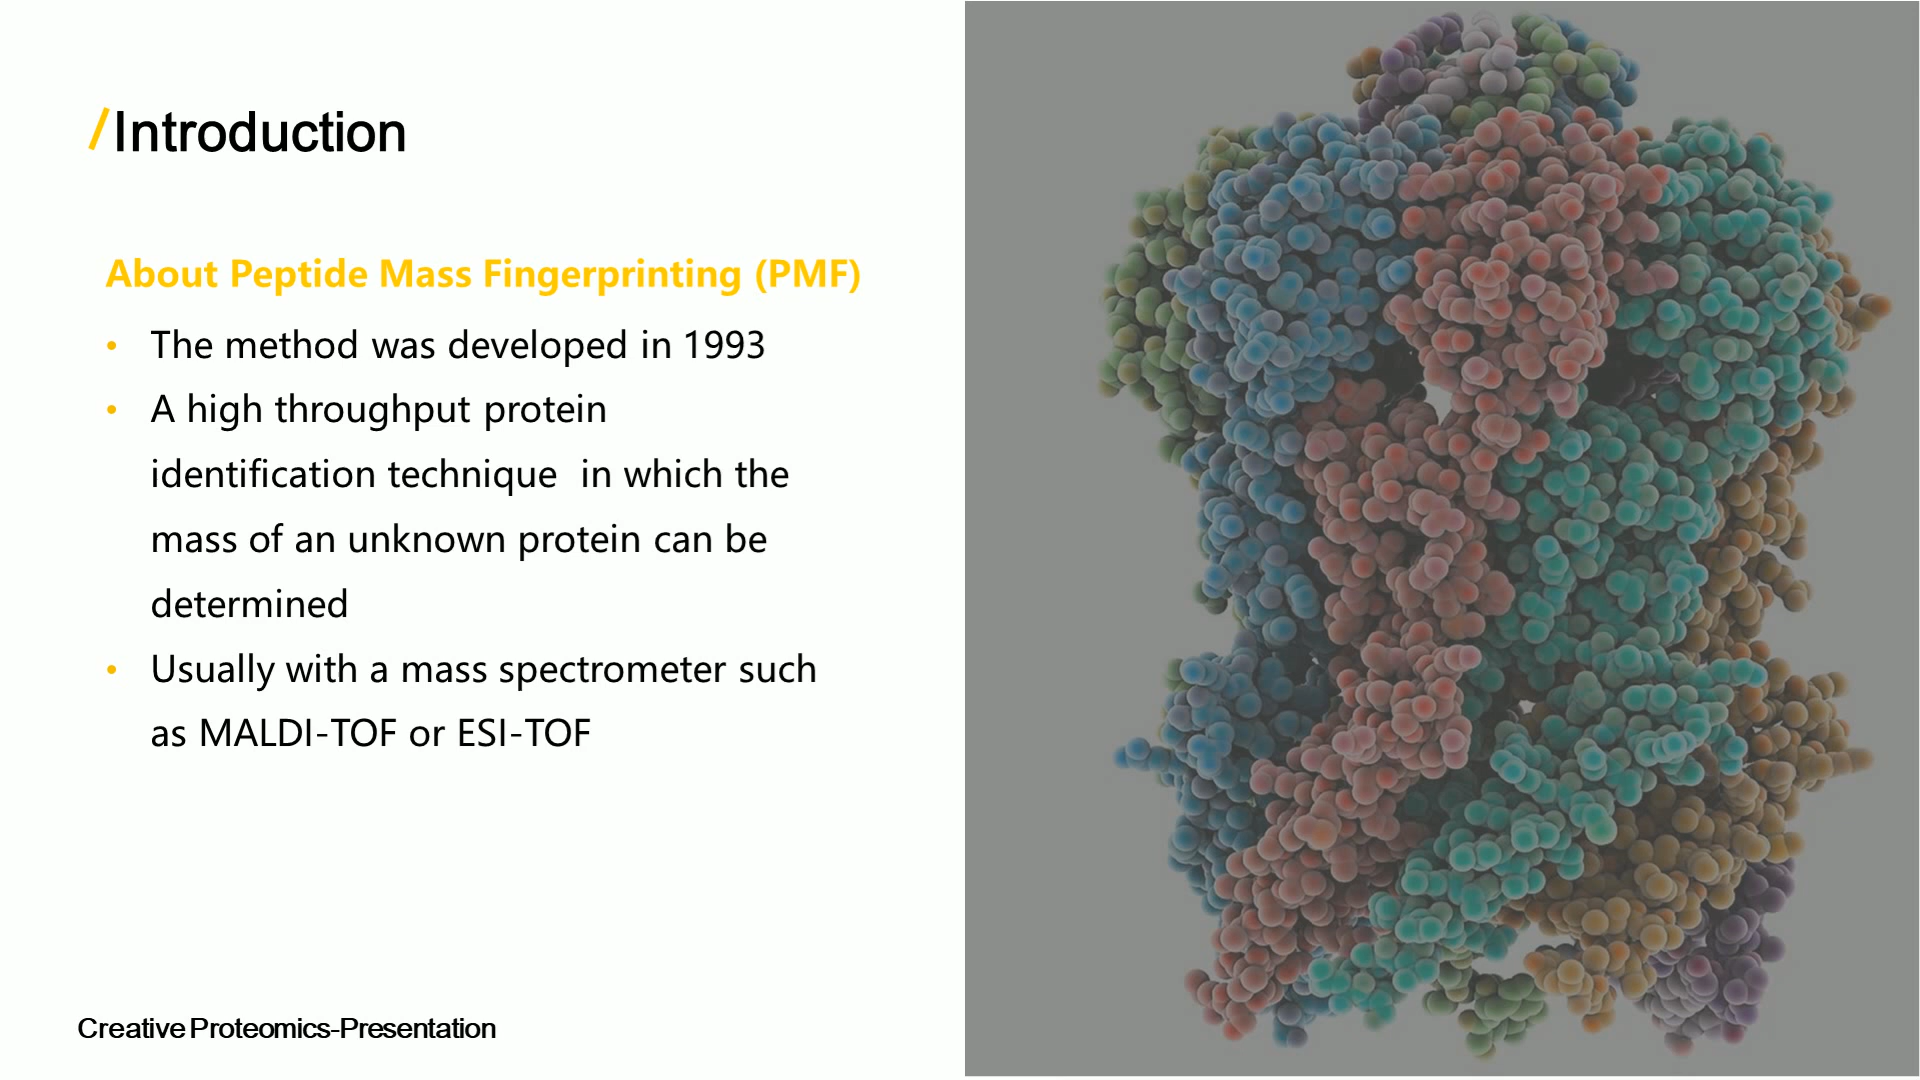 /Introduction
About Peptide Mass Fingerprinting (PMF)
• The method was developed in 1993
• A high throughput protein
identification technique  in which the
mass of an unknown protein can be
determined
• Usually with a mass spectrometer such
as MALDI-TOF or ESI-TOF
Creative Proteomics-Presentation